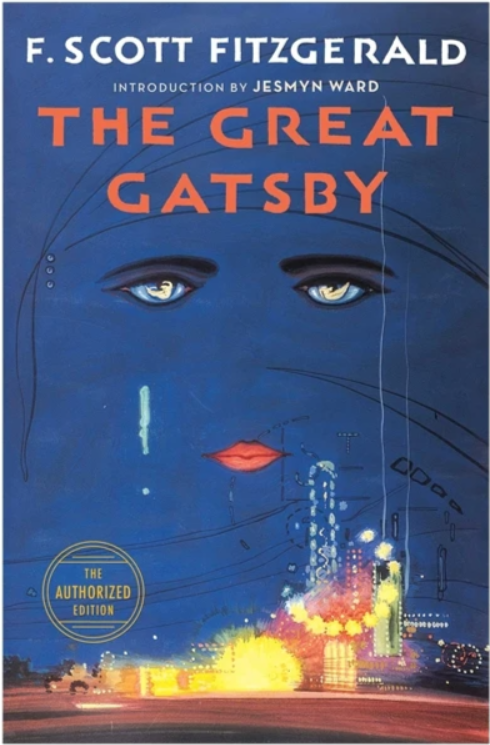 F. SCOTT FITZGERALD
INTRODUCTION BY JESMYN WARD
THE GREAT
GATSBY
THE
AUTHORIZED
EDITION